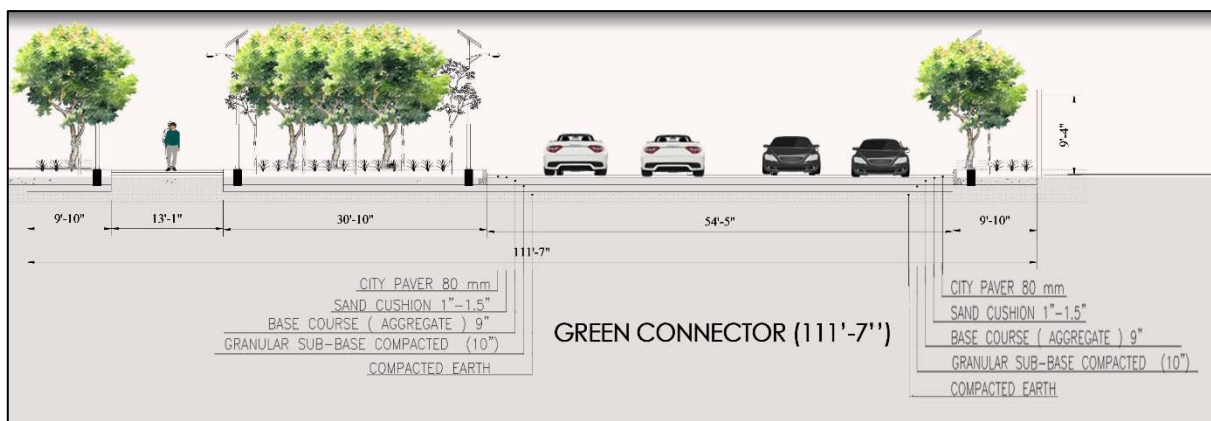 9'-4"
9'-10"
13'-1"
30'-10"
54'-5"
9'-10"
111'-7"
CITY PAVER 80 mm
SAND CUSHION 1"-1.5"
BASE COURSE ( AGGREGATE ) 9"
GRANULAR SUB-BASE COMPACTED (10")
COMPACTED EARTH
GREEN CONNECTOR (111'-7'')
CITY PAVER 80 mm
SAND CUSHION 1"-1.5"
BASE COURSE ( AGGREGATE ) 9"
GRANULAR SUB-BASE COMPACTED (10")
COMPACTED EARTH